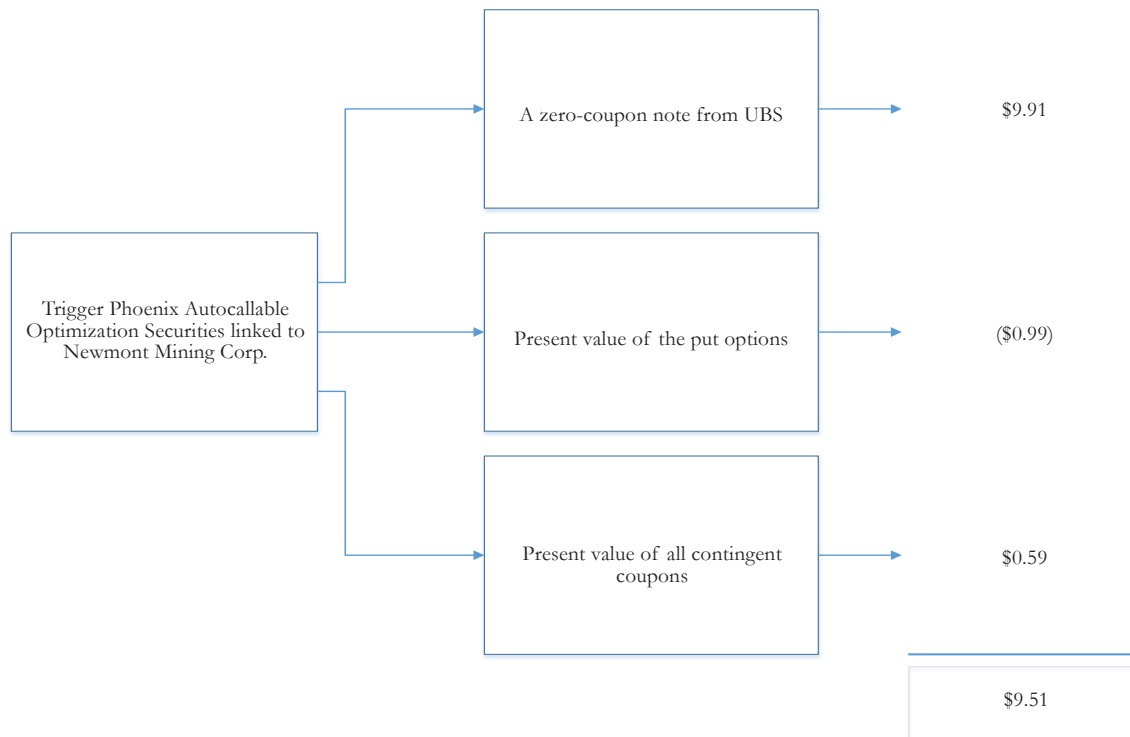 A zero-coupon note from UBS
$9.91
Trigger Phoenix Autocallable
Optimization Securities linked to
Newmont Mining Corp.
Present value of the put options
($0.99)
Present value of all contingent
coupons
$0.59
$9.51